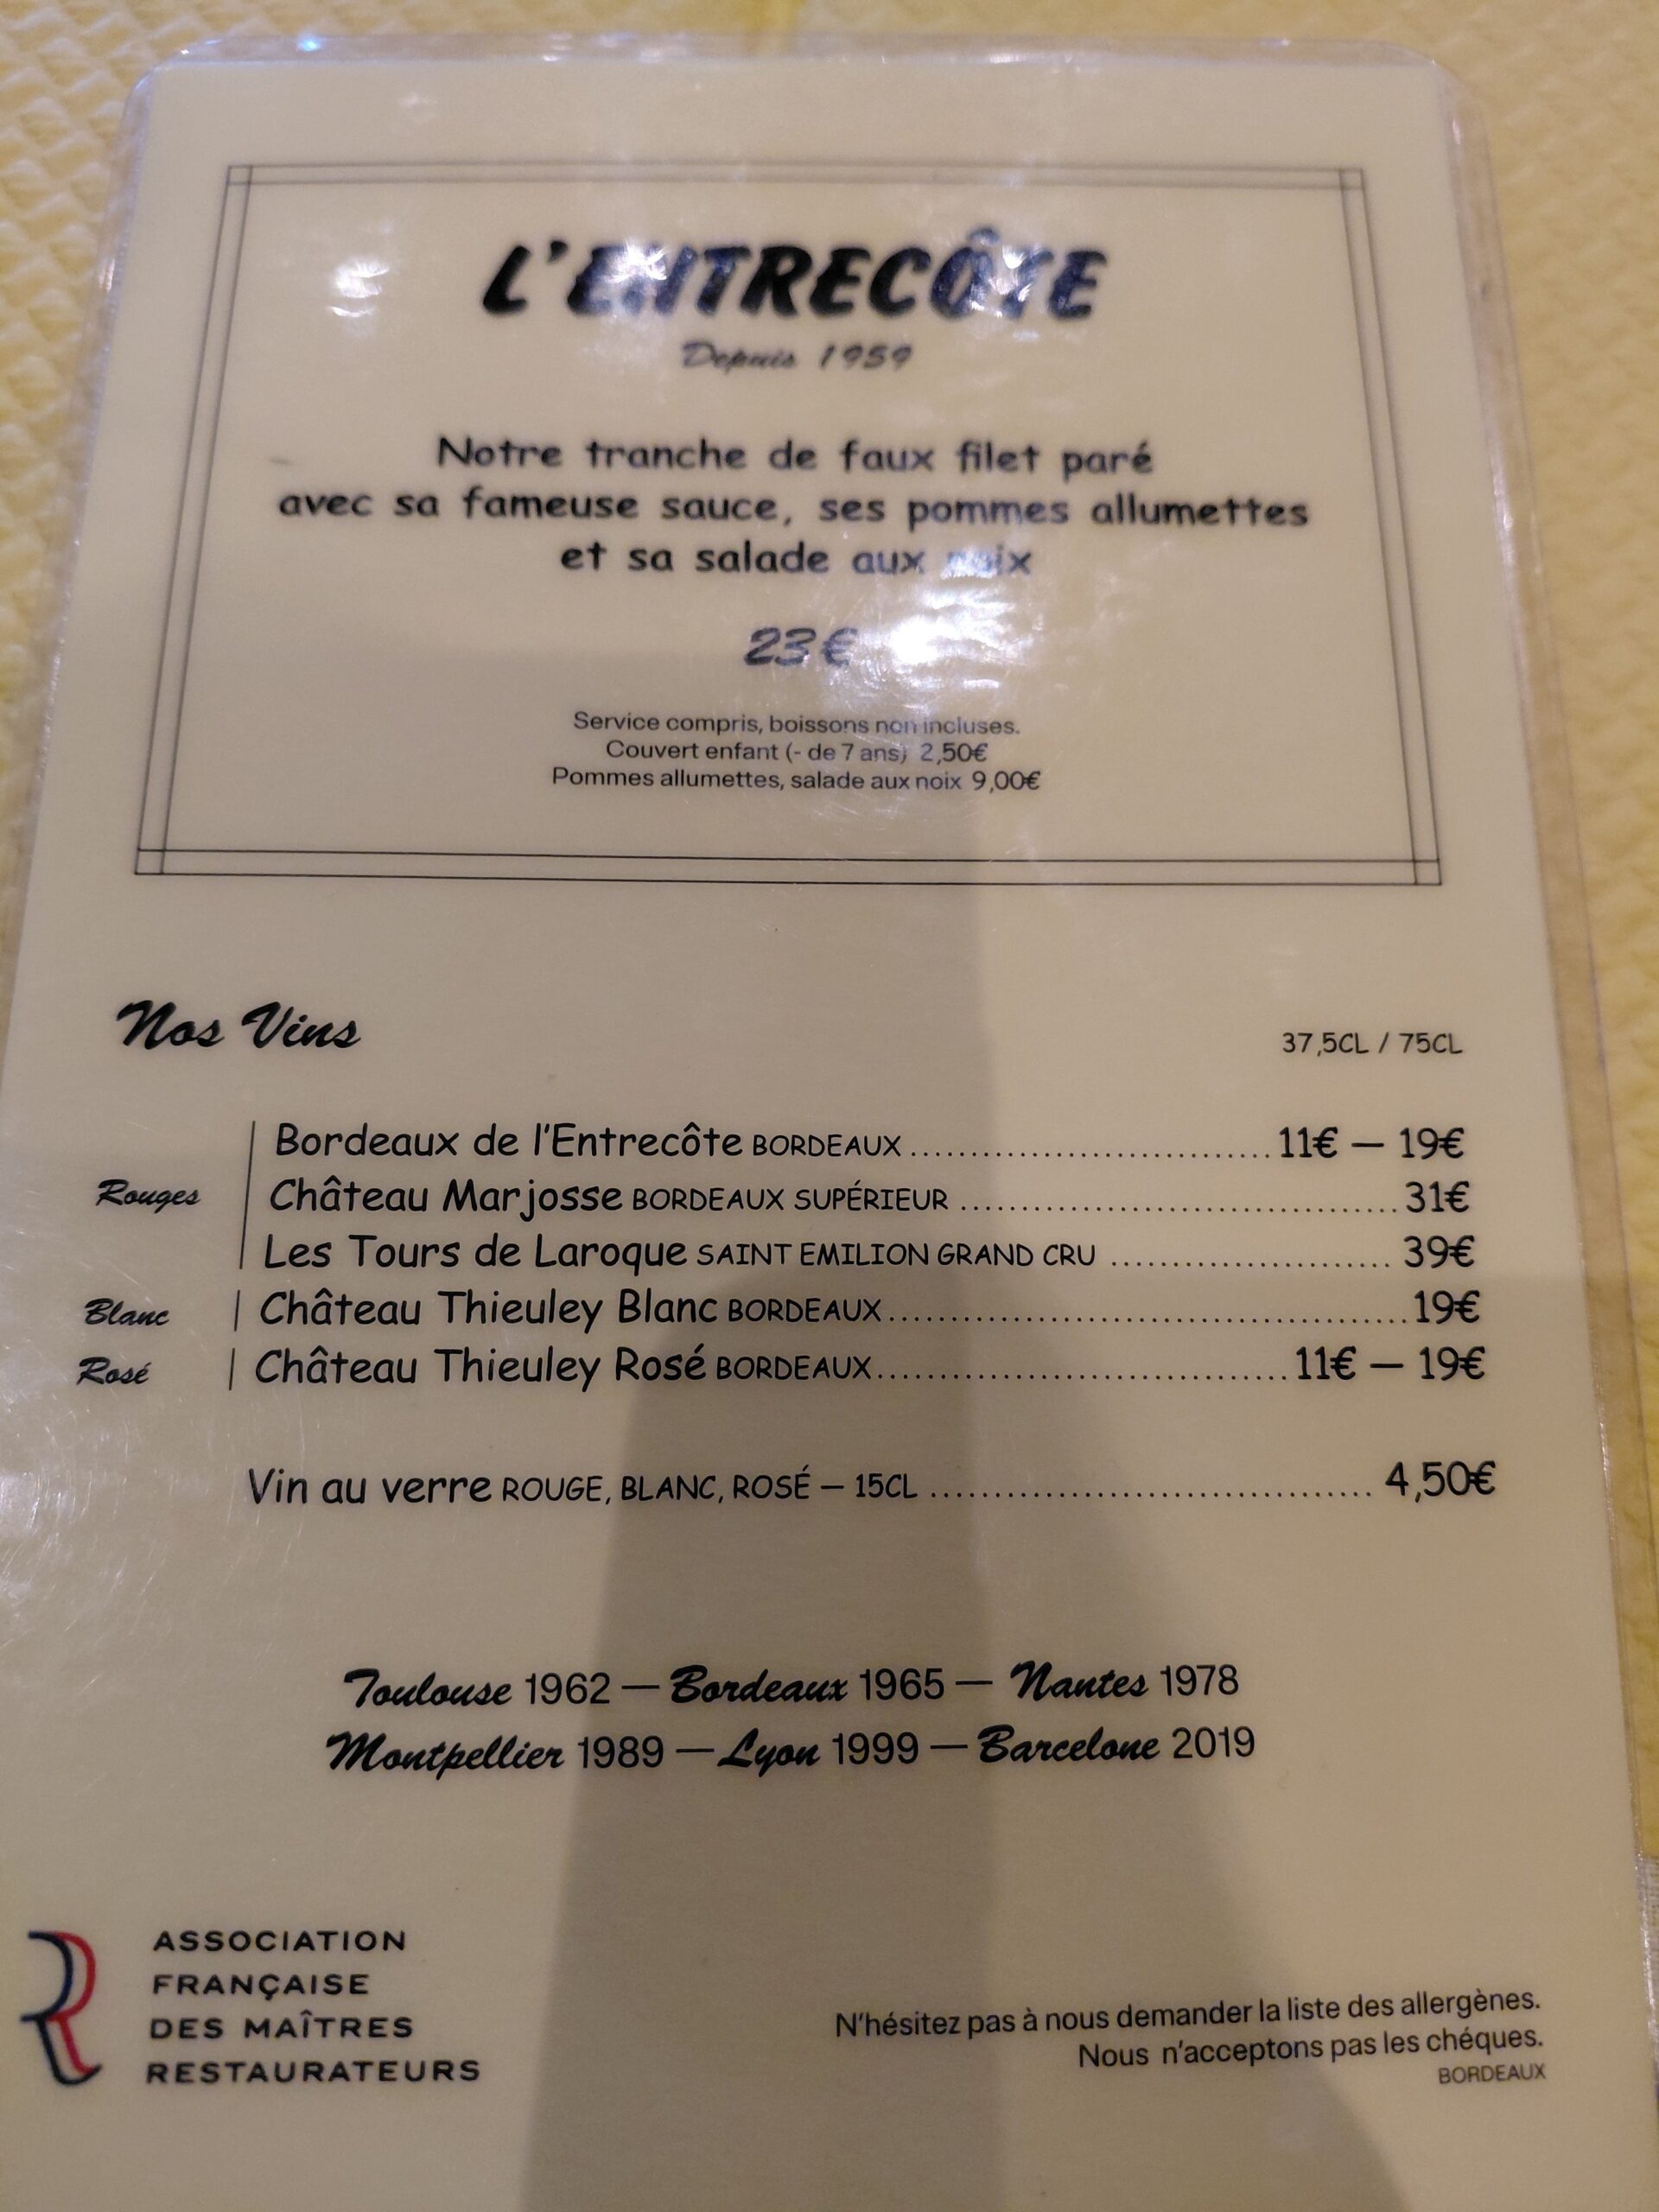 L'ENTRECÔTE
Depuis 1959
Notre tranche de faux filet paré
avec sa fameuse sauce, ses pommes allumettes
et sa salade aux noix
23€
Service compris, boissons non incluses.
Couvert enfant (- de 7 ans) 2,50€
Pommes allumettes, salade aux noix 9,00€
Nos Vins
37,5CL / 75CL
Bordeaux de l'Entrecôte BORDEAUX 11€ — 19€
Rouges Château Marjosse BORDEAUX SUPÉRIEUR 31€
Les Tours de Laroque SAINT EMILION GRAND CRU 39€
Blanc Château Thieuley Blanc BORDEAUX 19€
Rosé Château Thieuley Rosé BORDEAUX 11€ — 19€
Vin au verre ROUGE, BLANC, ROSÉ — 15CL 4,50€
Toulouse 1962 — Bordeaux 1965 — Nantes 1978
Montpellier 1989 — Lyon 1999 — Barcelone 2019
ASSOCIATION
FRANÇAISE
DES MAÎTRES
RESTAURATEURS
N'hésitez pas à nous demander la liste des allergènes.
Nous n'acceptons pas les chéques.
BORDEAUX